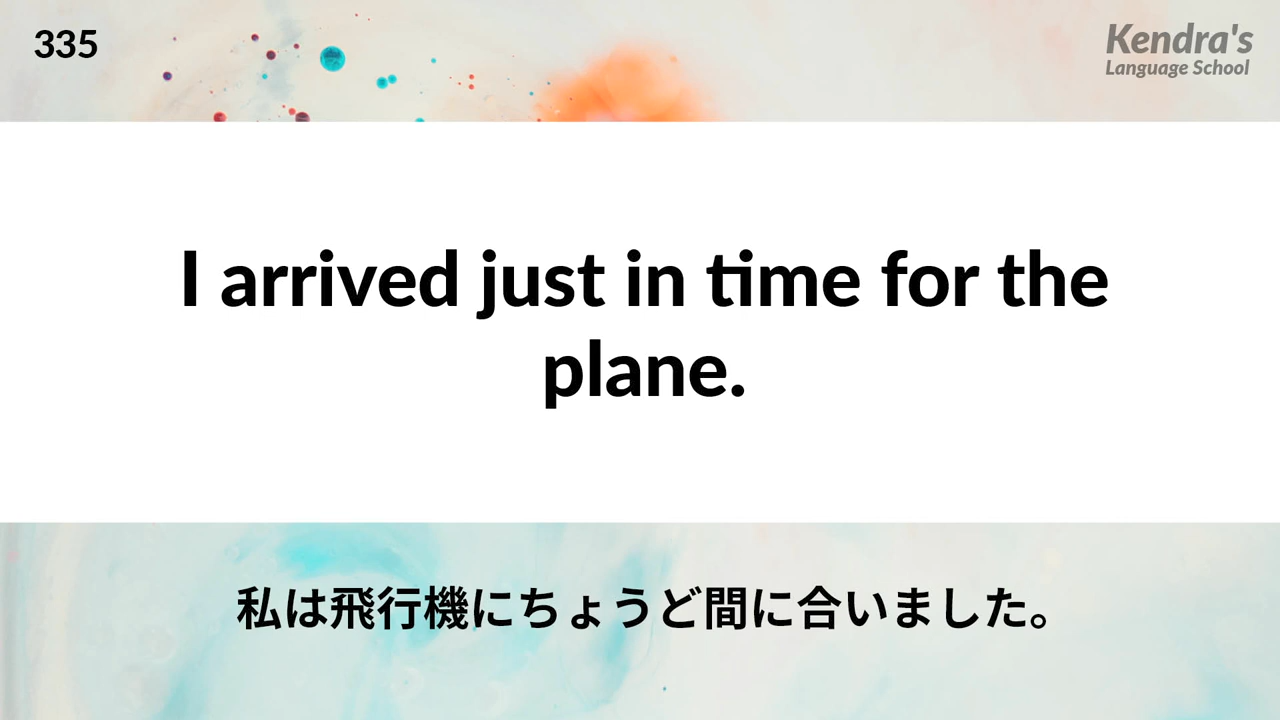 335
Kendra's
Language School
I arrived just in time for the
plane.
私は飛行機にちょうど間に合いました。